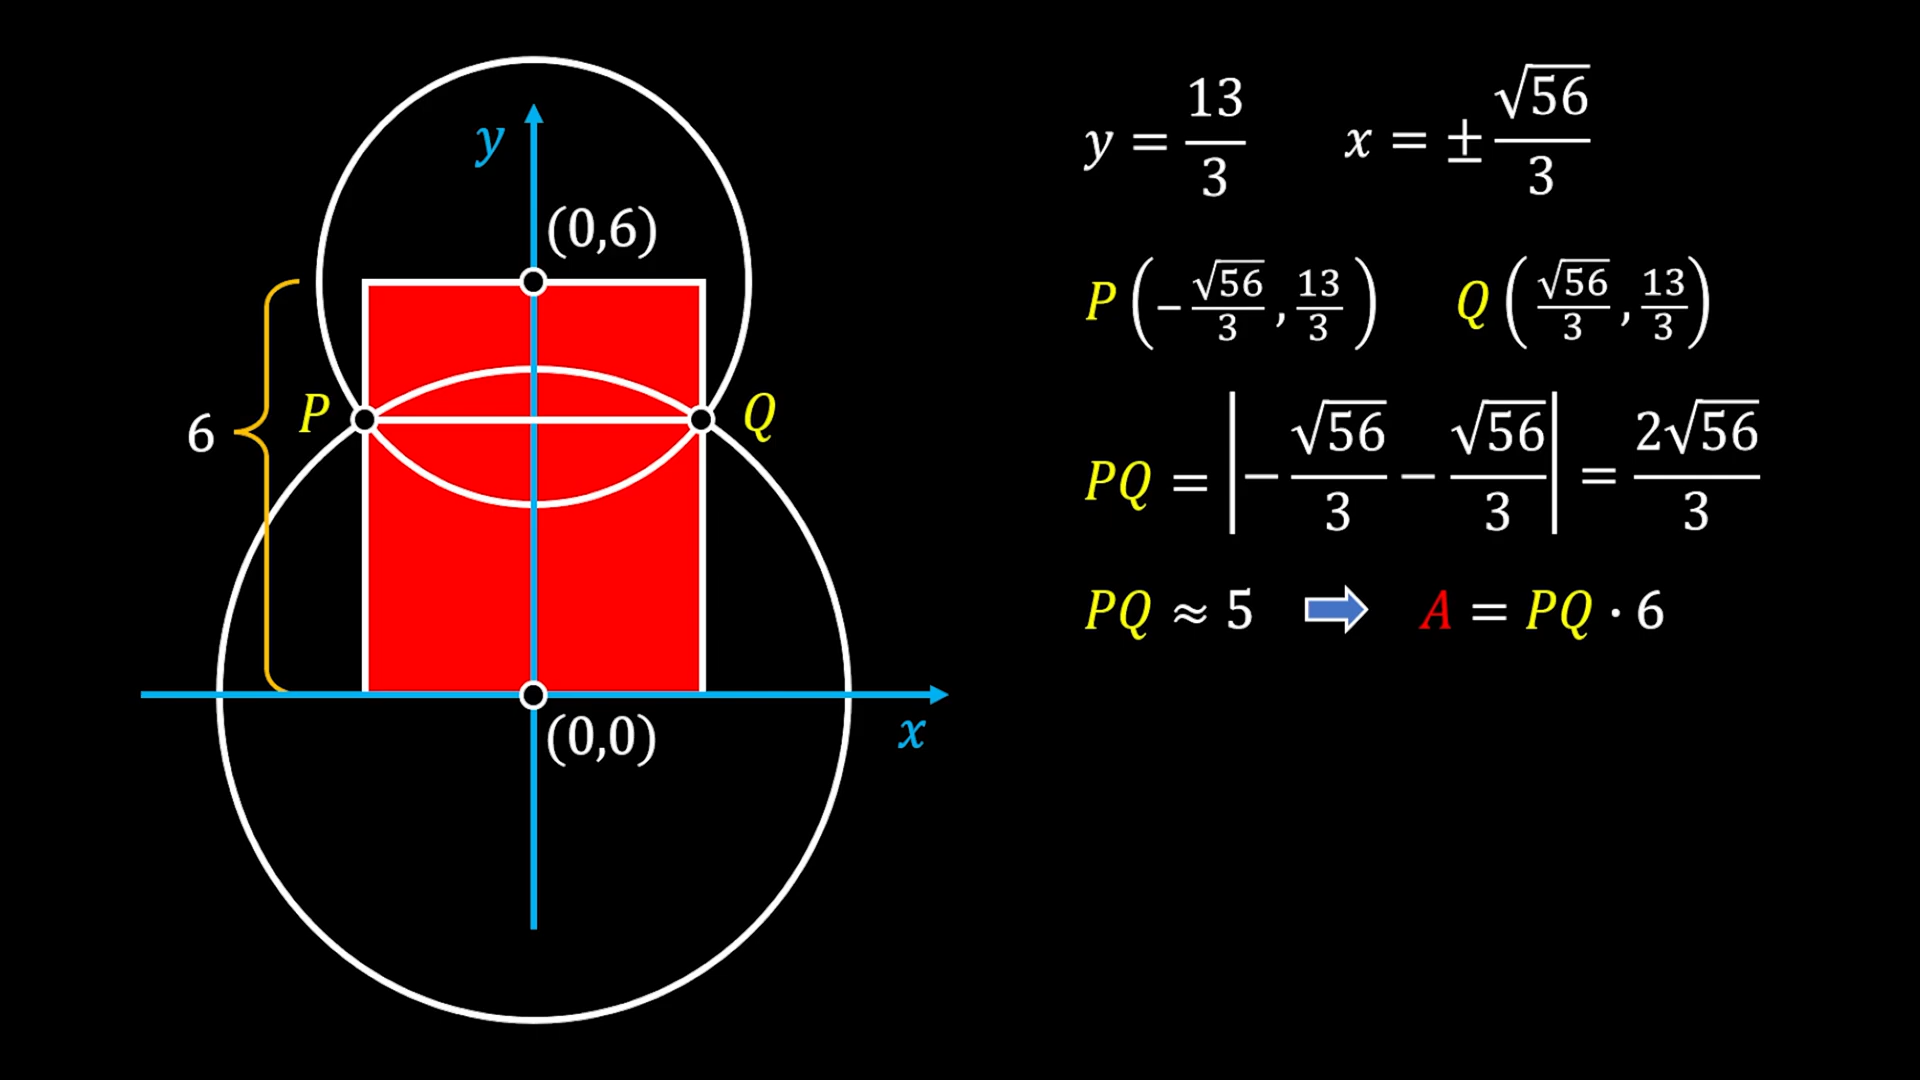 y
(0,6)
6
P
Q
(0,0)
x
y = 13/3    x = ± √56/3
P (−√56/3, 13/3)    Q (√56/3, 13/3)
PQ = |−√56/3 − √56/3| = 2√56/3
PQ ≈ 5 ⇨ A = PQ · 6